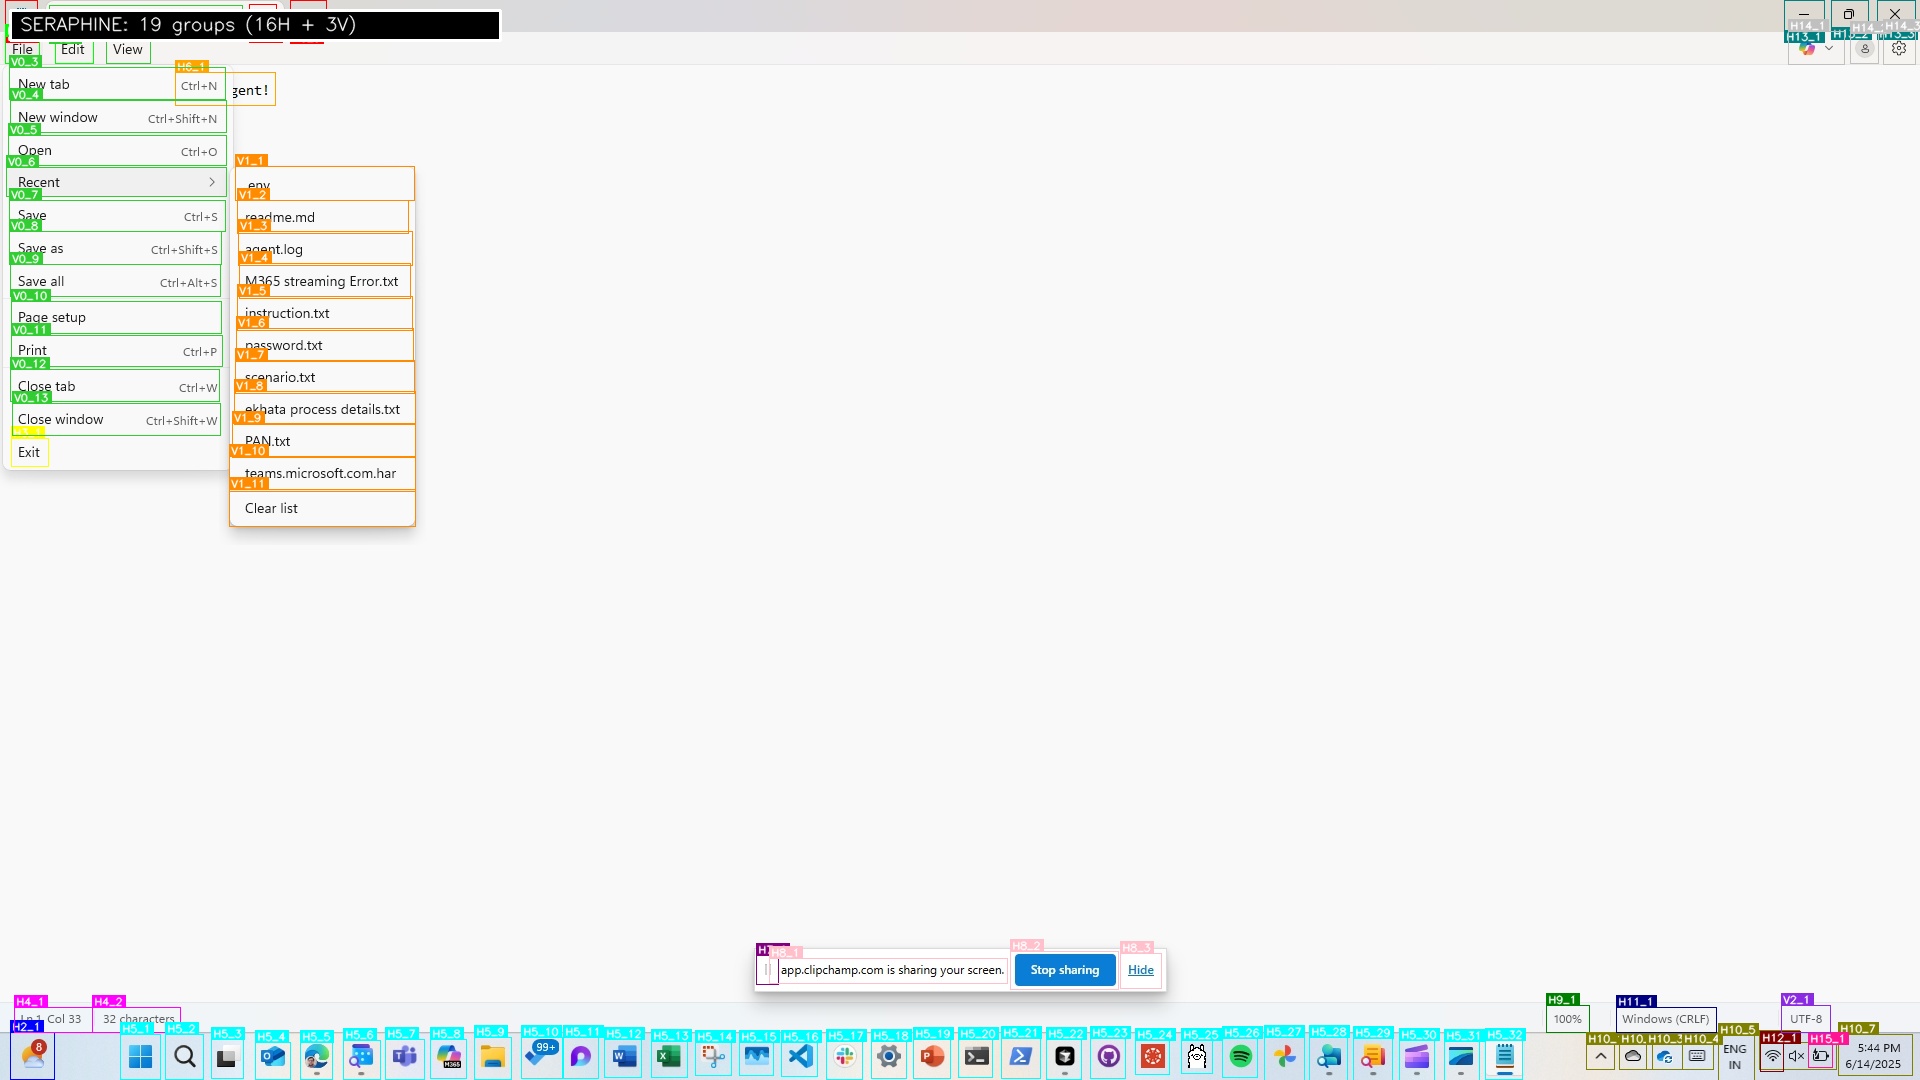 SERAPHINE: 19 groups (16H + 3V)
H14_1
H14_3
H13_1
File
Edit
View
V0_3
H6_1
New tab Ctrl+N
gent!
V0_4
New window Ctrl+Shift+N
V0_5
Open Ctrl+O
V0_6
V1_1
Recent
.env
V0_7
V1_2
Save Ctrl+S
readme.md
V0_8
V1_3
Save as Ctrl+Shift+S
agent.log
V0_9
V1_4
Save all Ctrl+Alt+S
M365 streaming Error.txt
V0_10
V1_5
Page setup
instruction.txt
V0_11
V1_6
Print Ctrl+P
password.txt
V0_12
V1_7
Close tab Ctrl+W
scenario.txt
V0_13
V1_8
Close window Ctrl+Shift+W
ekhata process details.txt
V1_9
Exit
PAN.txt
V1_10
teams.microsoft.com.har
V1_11
Clear list
H8_1 H8_2 H8_3
app.clipchamp.com is sharing your screen. Stop sharing Hide
H4_1 H4_2 H9_1 H11_1 V2_1
Ln 1, Col 33 32 characters 100% Windows (CRLF) UTF-8
H2_1 H5_1 H5_2 H5_3 H5_4 H5_5 H5_6 H5_7 H5_8 H5_9 H5_10 H5_11 H5_12 H5_13 H5_14 H5_15 H5_16 H5_17 H5_18 H5_19 H5_20 H5_21 H5_22 H5_23 H5_24 H5_25 H5_26 H5_27 H5_28 H5_29 H5_30 H5_31 H5_32 H10_4 H10_5 H12_1 H15_1 H10_7
8
99+
M365
ENG
IN
5:44 PM
6/14/2025